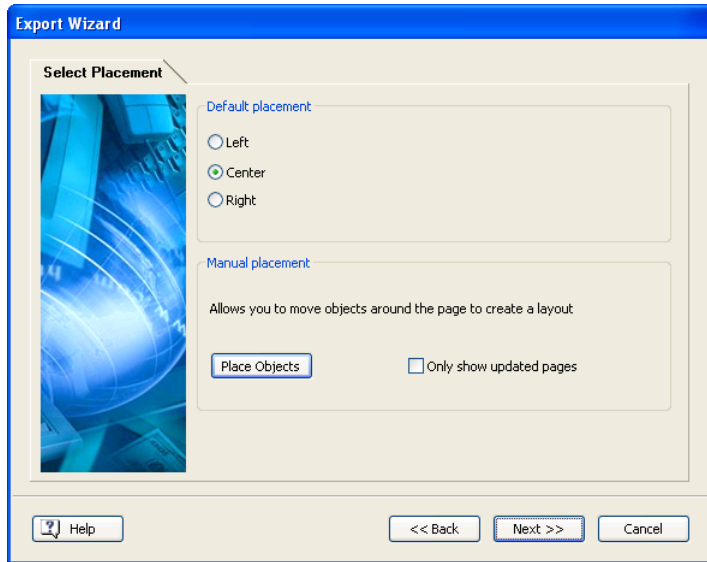 Export Wizard
Select Placement
Default placement
Left
Center
Right
Manual placement
Allows you to move objects around the page to create a layout
Place Objects
Only show updated pages
Help
<< Back
Next >>
Cancel